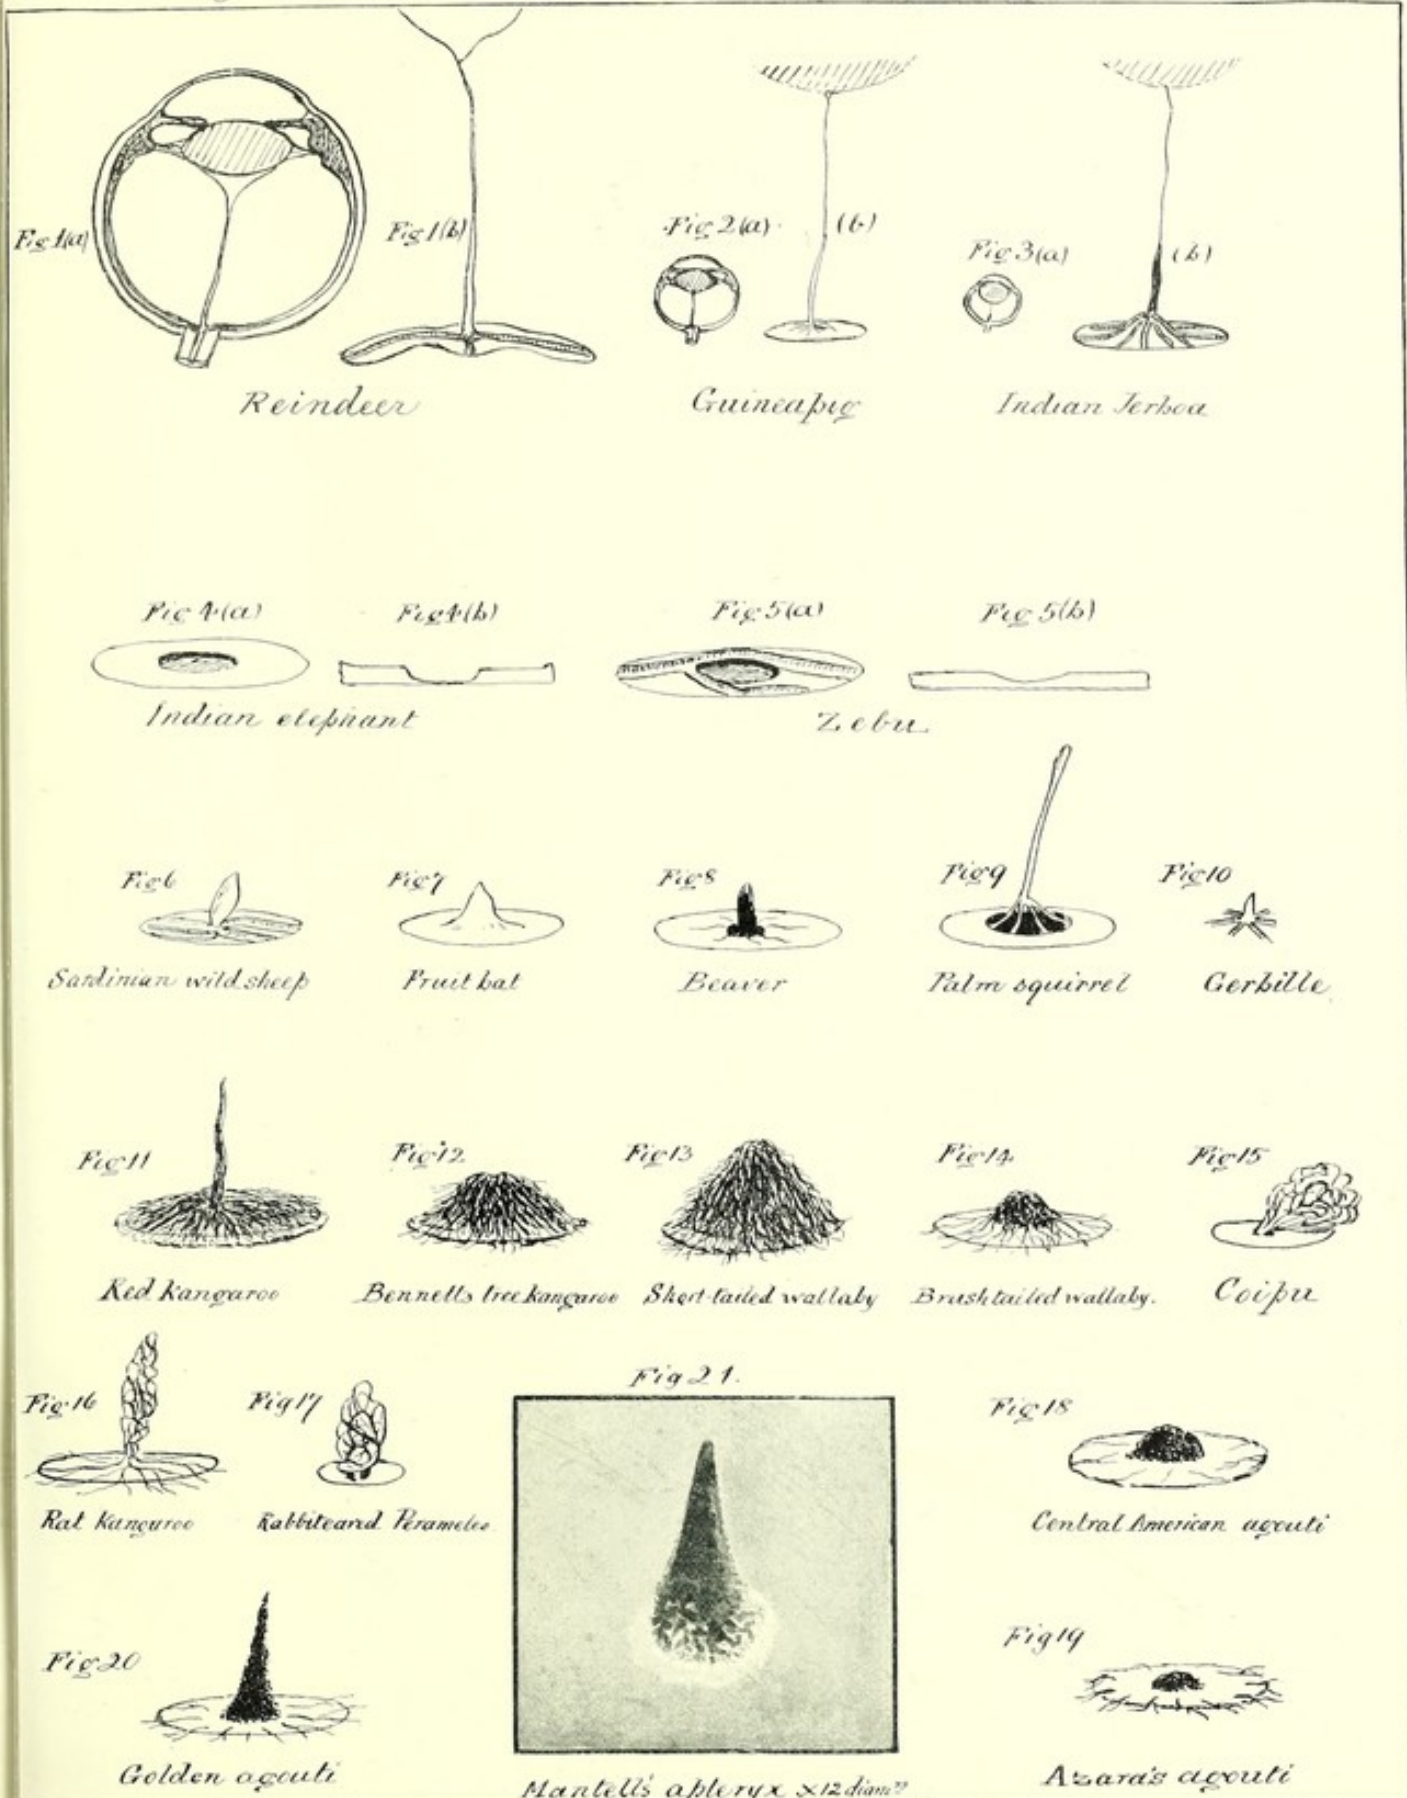 Fig 1(a)
Fig 1(b)
Fig 2(a)
(b)
Fig 3(a)
(b)
Reindeer
Guineapig
Indian Jerboa
Fig 4(a)
Fig 4(b)
Fig 5(a)
Fig 5(b)
Indian elephant
Zebu
Fig 6
Fig 7
Fig 8
Fig 9
Fig 10
Sardinian wild sheep
Fruit bat
Beaver
Palm squirrel
Gerbille
Fig 11
Fig 12
Fig 13
Fig 14
Fig 15
Red kangaroo
Bennetts tree kangaroo
Short-tailed wallaby
Brushtailed wallaby.
Coipu
Fig 16
Fig 17
Fig 21.
Fig 18
Rat Kangaroo
Rabbiteared Perameles
Central American agouti
Fig 20
Fig 19
Golden agouti
Mantell's apteryx x 12 diamrs
Azara's agouti